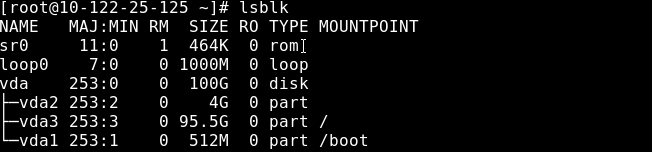 [root@10-122-25-125 ~]# lsblk
NAME   MAJ:MIN RM  SIZE RO TYPE MOUNTPOINT
sr0     11:0    1  464K  0 rom
loop0    7:0    0 1000M  0 loop
vda    253:0    0  100G  0 disk
├─vda2 253:2    0    4G  0 part
├─vda3 253:3    0 95.5G  0 part /
└─vda1 253:1    0  512M  0 part /boot